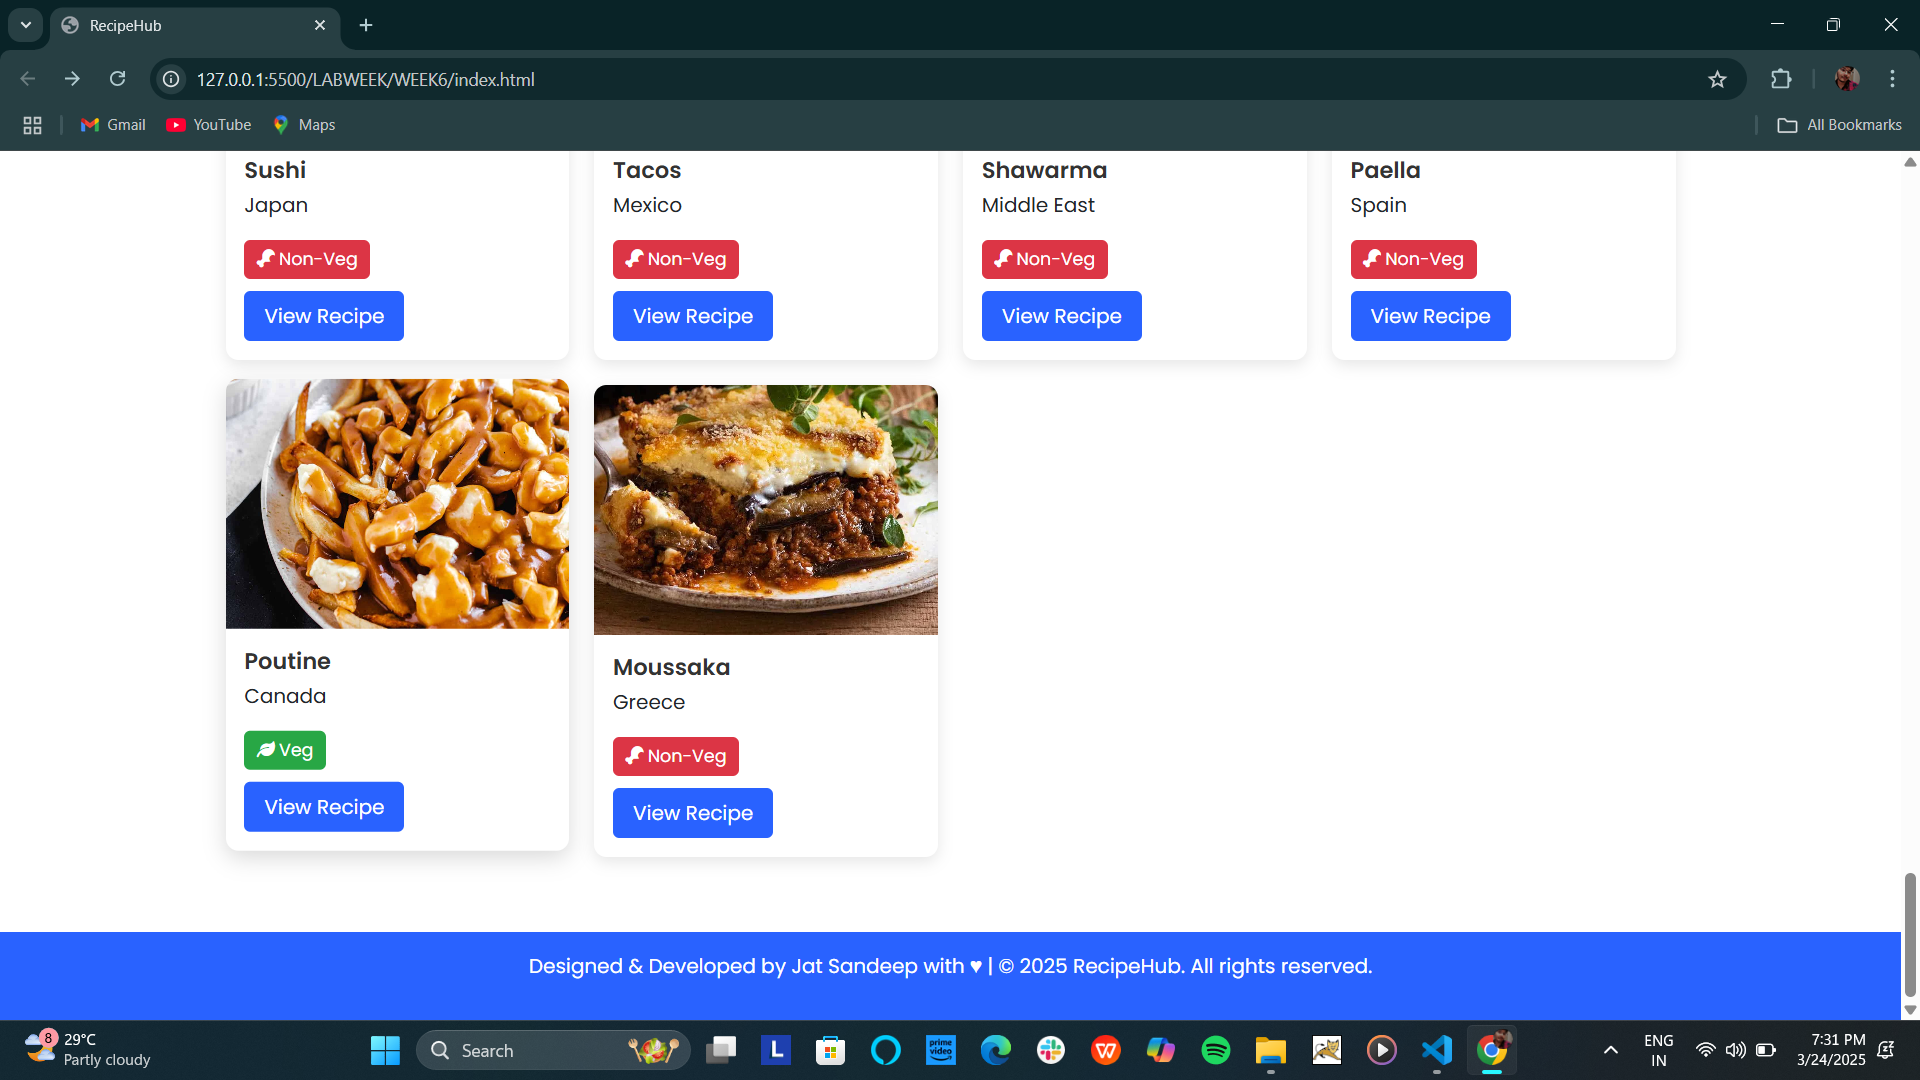 RecipeHub
127.0.0.1:5500/LABWEEK/WEEK6/index.html
Gmail YouTube Maps All Bookmarks
Sushi Tacos Shawarma Paella
Japan Mexico Middle East Spain
Non-Veg Non-Veg Non-Veg Non-Veg
View Recipe View Recipe View Recipe View Recipe
Poutine
Canada
Veg
View Recipe
Moussaka
Greece
Non-Veg
View Recipe
Designed & Developed by Jat Sandeep with ♥ | © 2025 RecipeHub. All rights reserved.
8
29°C
Partly cloudy
Search
L
prime video
W
ENG
IN
7:31 PM
3/24/2025